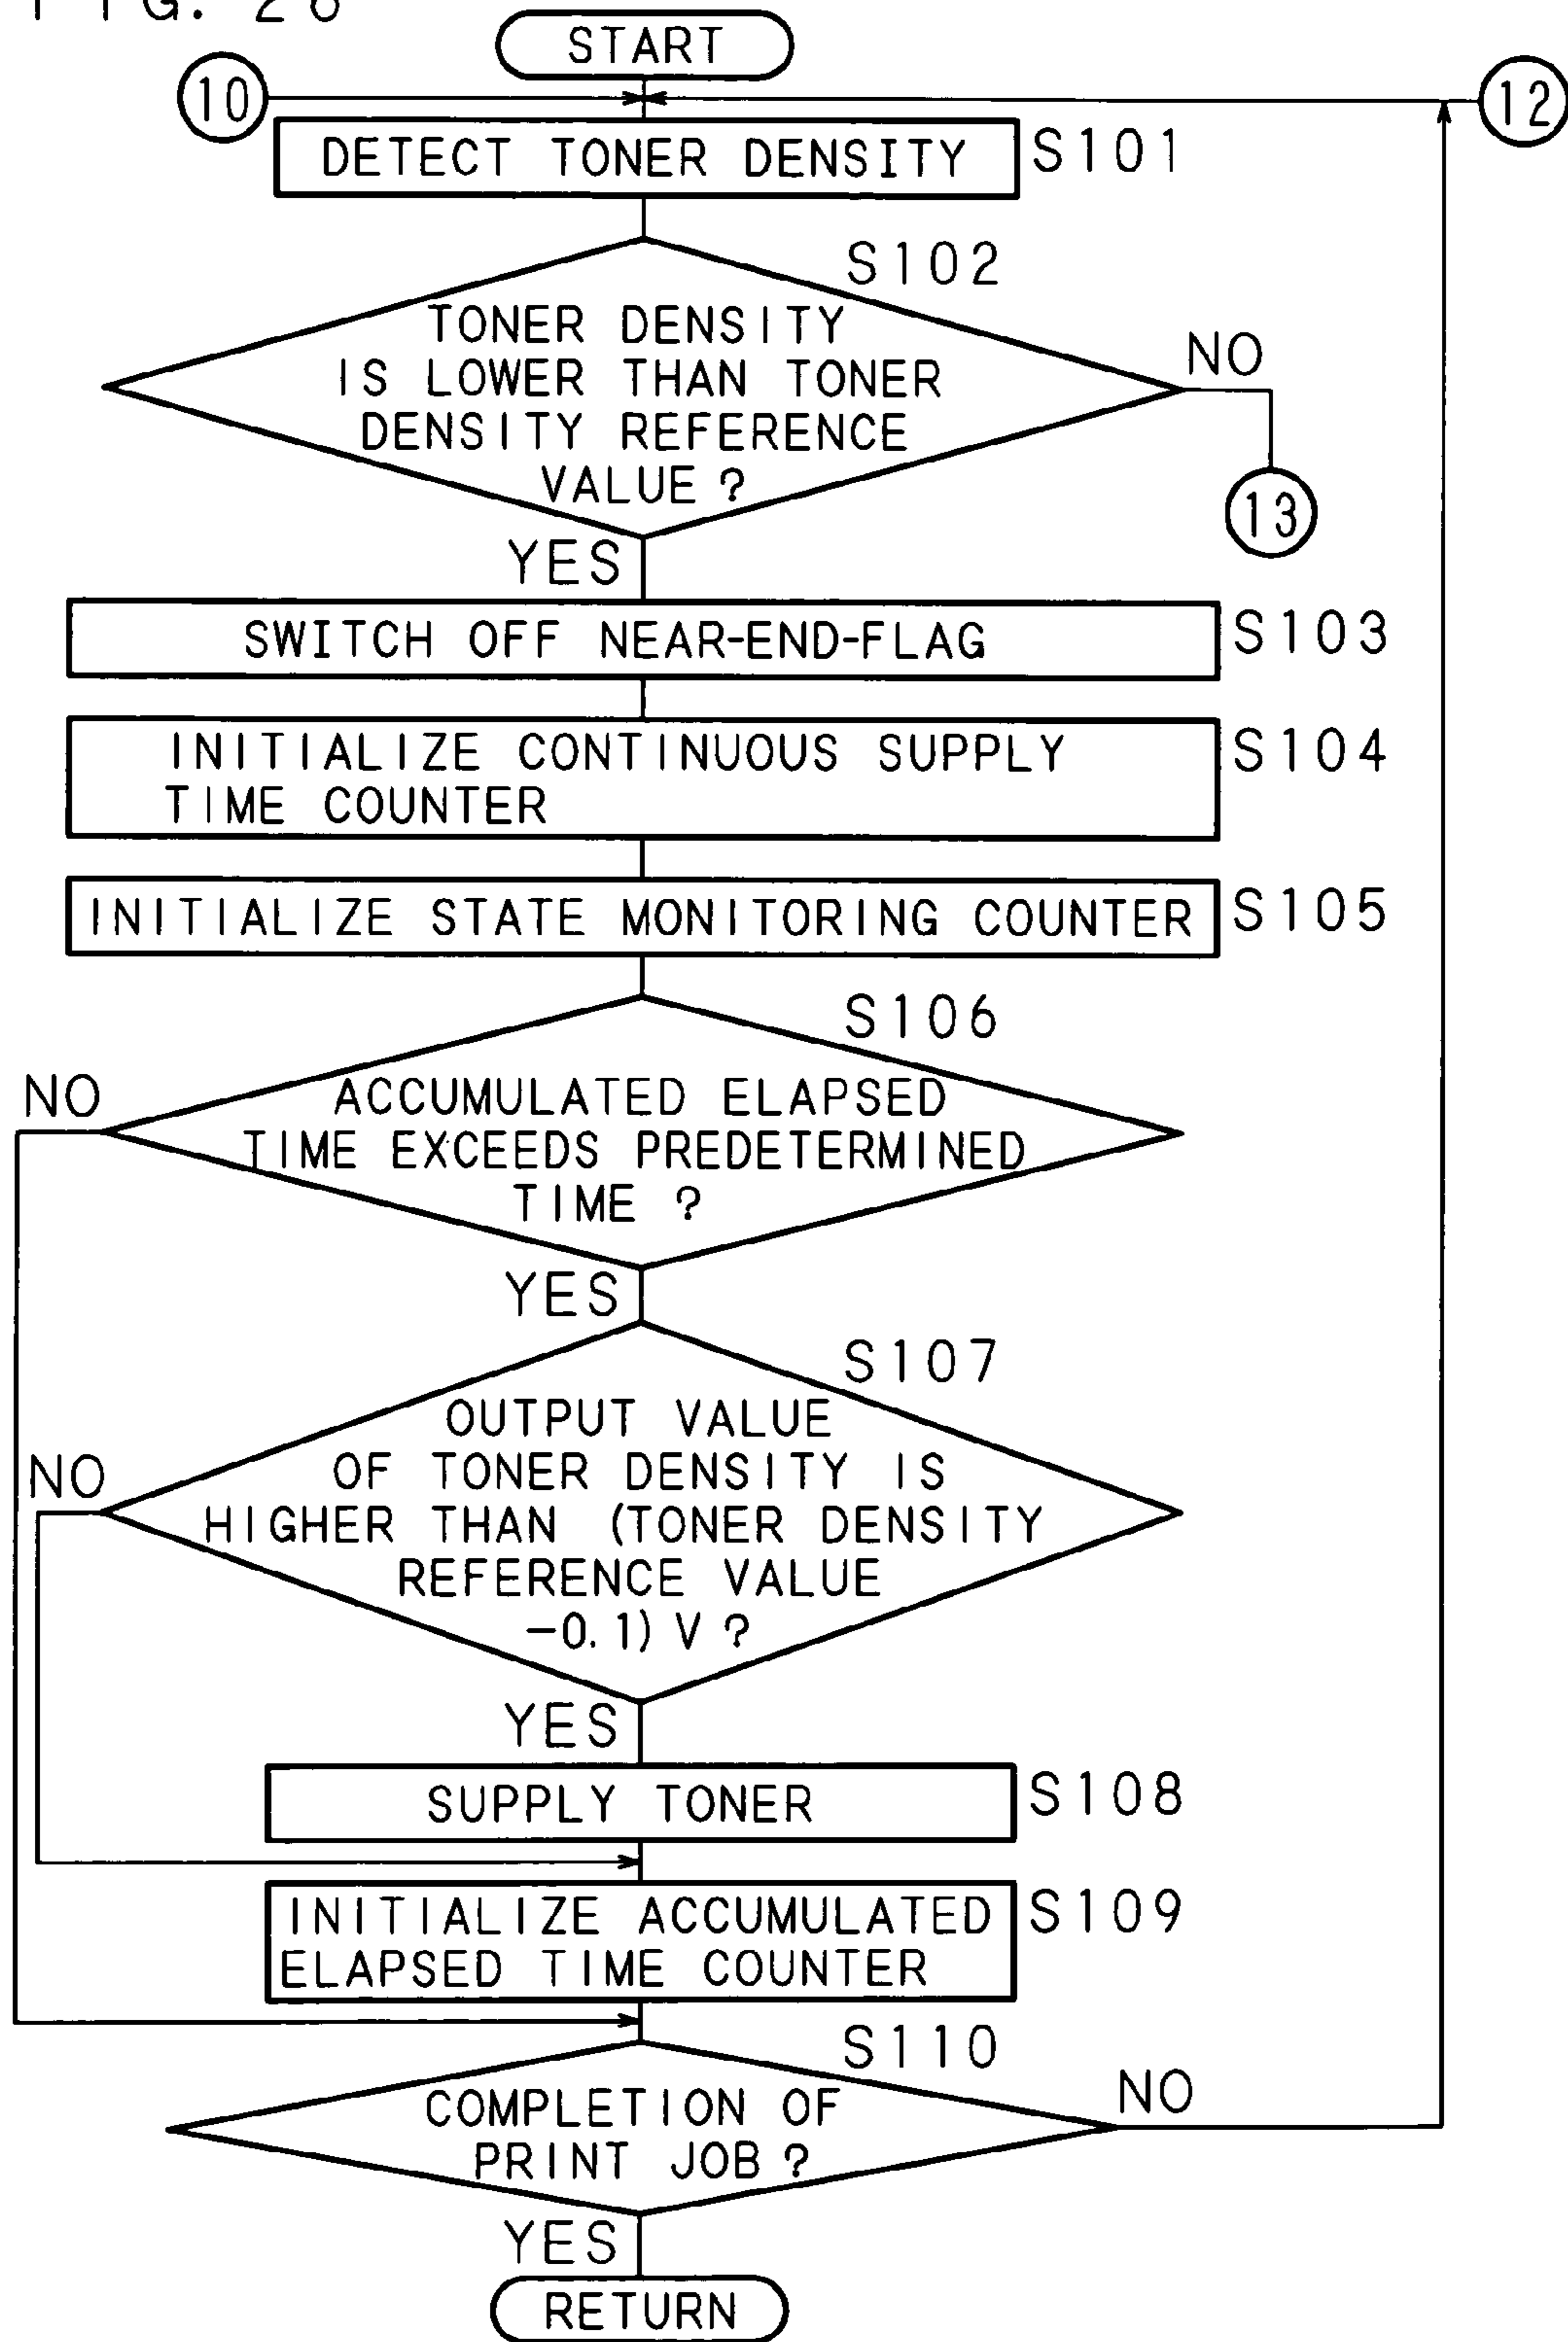 FIG. 26
START
10
12
DETECT TONER DENSITY
S101
S102
TONER DENSITY
IS LOWER THAN TONER
DENSITY REFERENCE
VALUE ?
NO
13
YES
SWITCH OFF NEAR-END-FLAG
S103
INITIALIZE CONTINUOUS SUPPLY
TIME COUNTER
S104
INITIALIZE STATE MONITORING COUNTER
S105
S106
NO
ACCUMULATED ELAPSED
TIME EXCEEDS PREDETERMINED
TIME ?
YES
S107
OUTPUT VALUE
NO
OF TONER DENSITY IS
HIGHER THAN (TONER DENSITY
REFERENCE VALUE
-0.1) V ?
YES
SUPPLY TONER
S108
INITIALIZE ACCUMULATED
ELAPSED TIME COUNTER
S109
S110
COMPLETION OF
PRINT JOB ?
NO
YES
RETURN